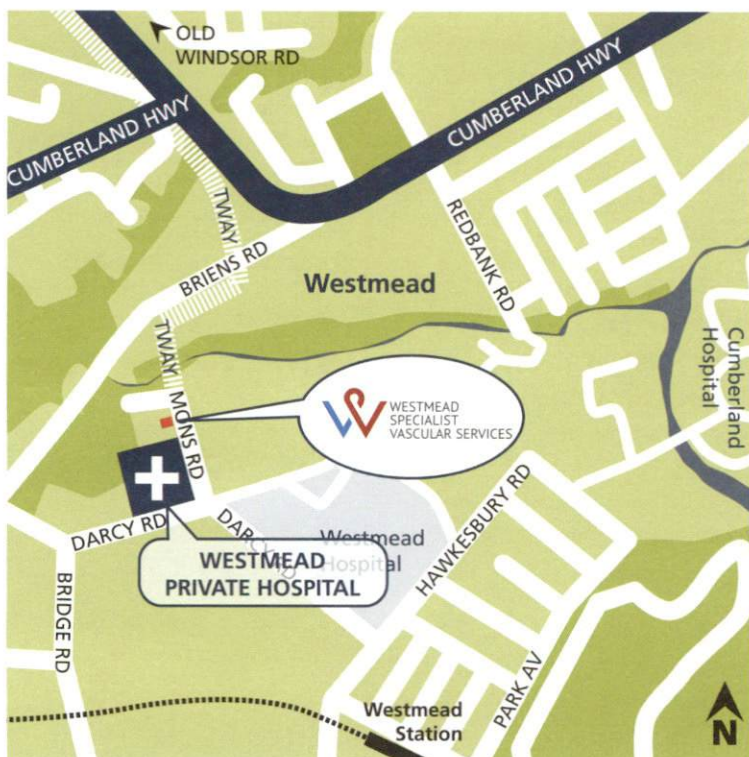 OLD
WINDSOR RD
CUMBERLAND HWY
CUMBERLAND HWY
TWAY
BRIENS RD
REDBANK RD
Westmead
TWAY
MONS RD
Cumberland
Hospital
WESTMEAD
SPECIALIST
VASCULAR SERVICES
DARCY RD
DARCY RD
Westmead
Hospital
HAWKESBURY RD
WESTMEAD
PRIVATE HOSPITAL
BRIDGE RD
PARK AV
Westmead
Station
N